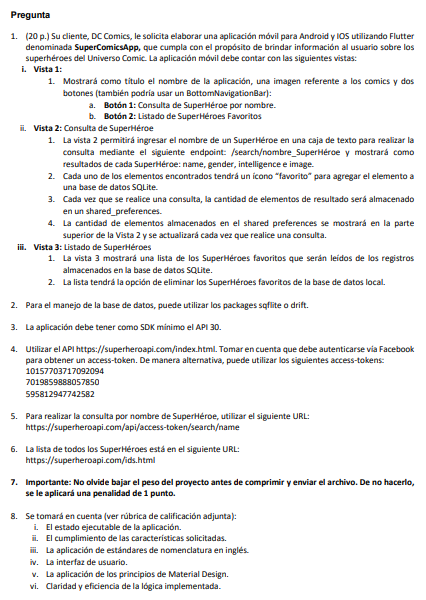 Pregunta
1. (20 p.) Su cliente, DC Comics, le solicita elaborar una aplicación móvil para Android y IOS utilizando Flutter
denominada SuperComicsApp, que cumpla con el propósito de brindar información al usuario sobre los
superhéroes del Universo Comic. La aplicación móvil debe contar con las siguientes vistas:
i. Vista 1:
1. Mostrará como título el nombre de la aplicación, una imagen referente a los comics y dos
botones (también podría usar un BottomNavigationBar):
a. Botón 1: Consulta de SuperHéroe por nombre.
b. Botón 2: Listado de SuperHéroes Favoritos
ii. Vista 2: Consulta de SuperHéroe
1. La vista 2 permitirá ingresar el nombre de un SuperHéroe en una caja de texto para realizar la
consulta mediante el siguiente endpoint: /search/nombre_SuperHéroe y mostrará como
resultados de cada SuperHéroe: name, gender, intelligence e image.
2. Cada uno de los elementos encontrados tendrá un ícono “favorito” para agregar el elemento a
una base de datos SQLite.
3. Cada vez que se realice una consulta, la cantidad de elementos de resultado será almacenado
en un shared_preferences.
4. La cantidad de elementos almacenados en el shared preferences se mostrará en la parte
superior de la Vista 2 y se actualizará cada vez que realice una consulta.
iii. Vista 3: Listado de SuperHéroes
1. La vista 3 mostrará una lista de los SuperHéroes favoritos que serán leídos de los registros
almacenados en la base de datos SQLite.
2. La lista tendrá la opción de eliminar los SuperHéroes favoritos de la base de datos local.
2. Para el manejo de la base de datos, puede utilizar los packages sqflite o drift.
3. La aplicación debe tener como SDK mínimo el API 30.
4. Utilizar el API https://superheroapi.com/index.html. Tomar en cuenta que debe autenticarse vía Facebook
para obtener un access-token. De manera alternativa, puede utilizar los siguientes access-tokens:
10157703717092094
7019859888057850
595812947742582
5. Para realizar la consulta por nombre de SuperHéroe, utilizar el siguiente URL:
https://superheroapi.com/api/access-token/search/name
6. La lista de todos los SuperHéroes está en el siguiente URL:
https://superheroapi.com/ids.html
7. Importante: No olvide bajar el peso del proyecto antes de comprimir y enviar el archivo. De no hacerlo,
se le aplicará una penalidad de 1 punto.
8. Se tomará en cuenta (ver rúbrica de calificación adjunta):
i. El estado ejecutable de la aplicación.
ii. El cumplimiento de las características solicitadas.
iii. La aplicación de estándares de nomenclatura en inglés.
iv. La interfaz de usuario.
v. La aplicación de los principios de Material Design.
vi. Claridad y eficiencia de la lógica implementada.